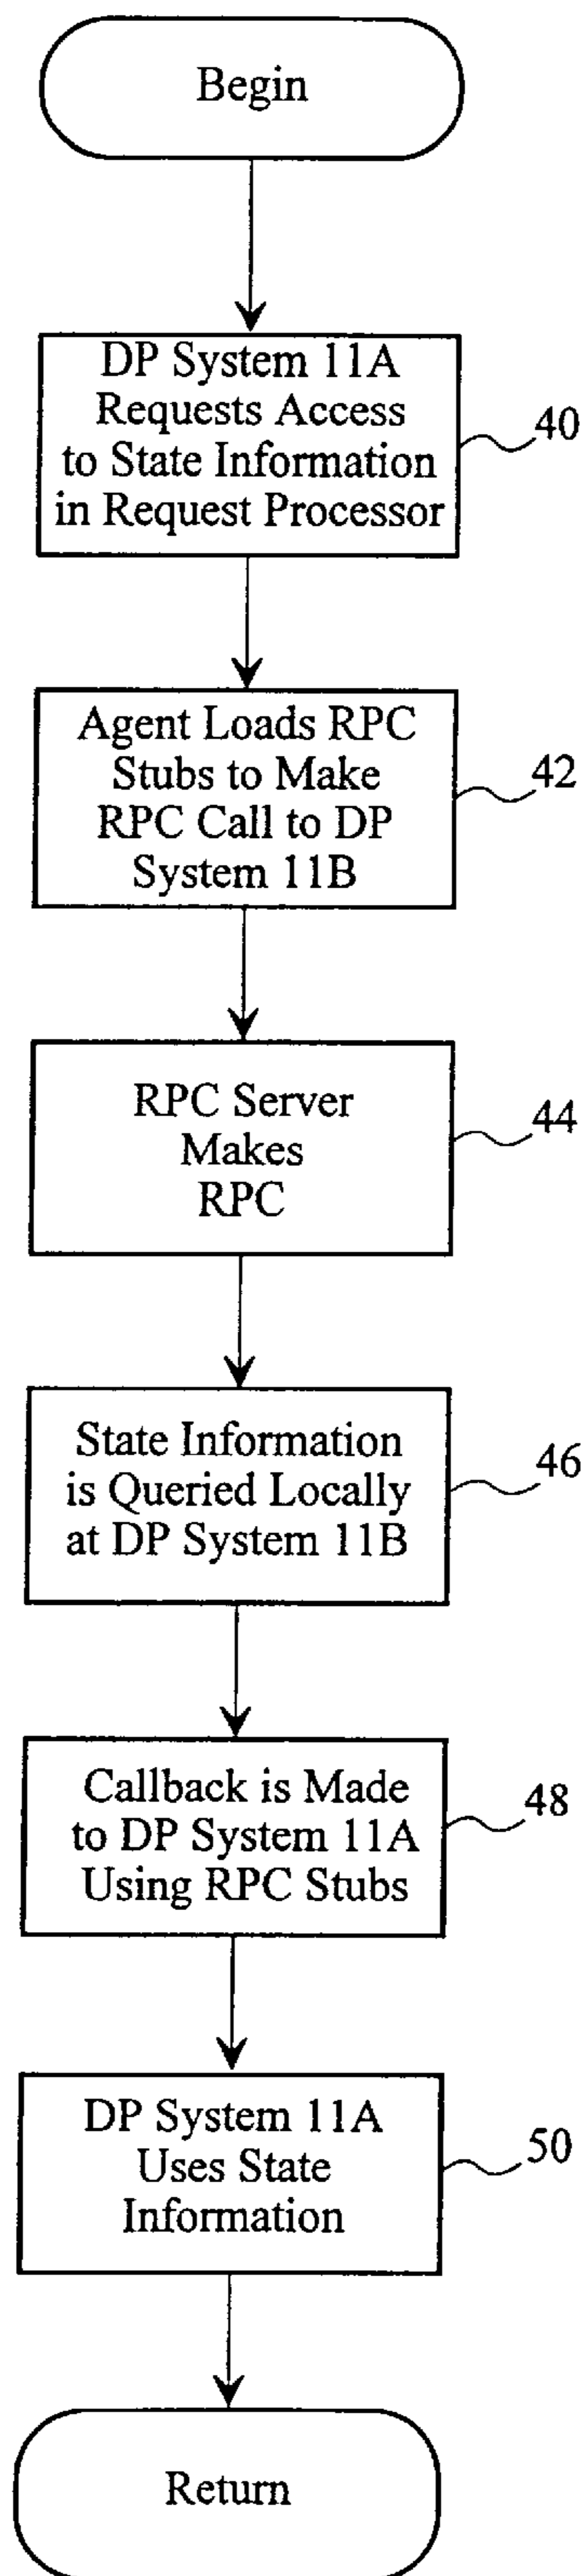 Begin
DP System 11A
Requests Access
to State Information
in Request Processor
40
Agent Loads RPC
Stubs to Make
RPC Call to DP
System 11B
42
RPC Server
Makes
RPC
44
State Information
is Queried Locally
at DP System 11B
46
Callback is Made
to DP System 11A
Using RPC Stubs
48
DP System 11A
Uses State
Information
50
Return